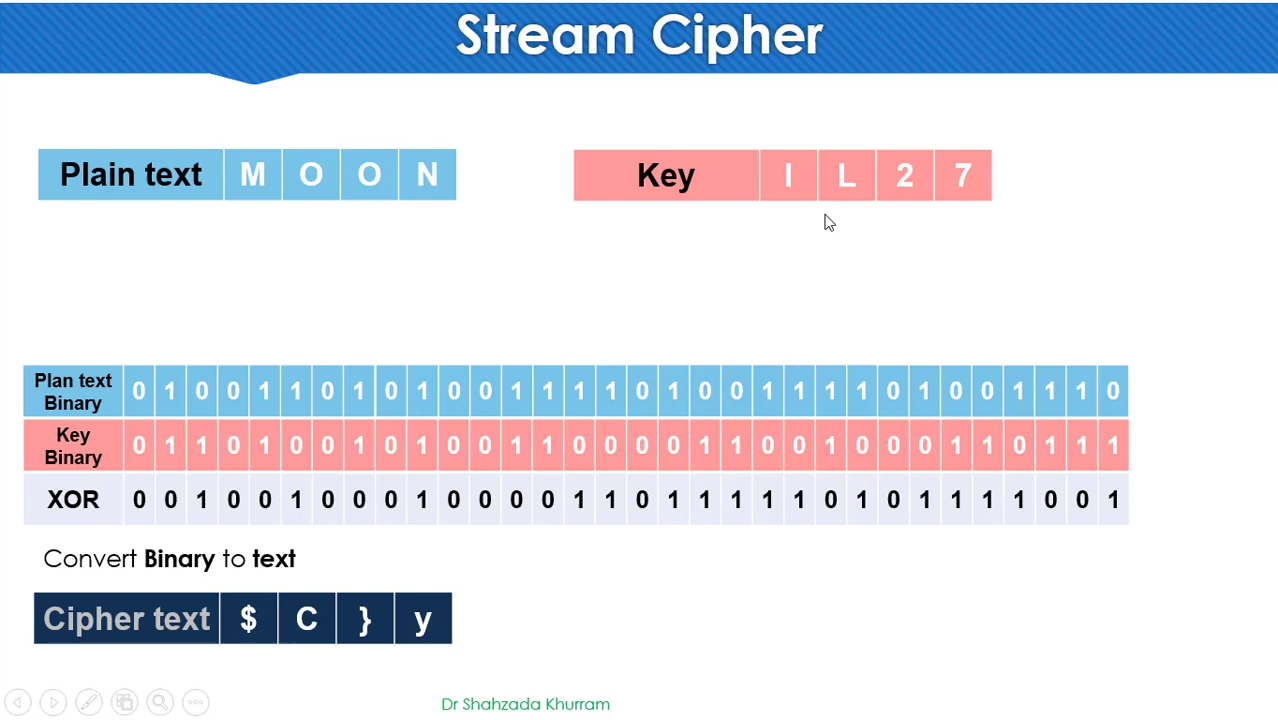 Stream Cipher
Plain text M O O N
Key I L 2 7
Plan text
Binary 0 1 0 0 1 1 0 1 0 1 0 0 1 1 1 1 0 1 0 0 1 1 1 1 0 1 0 0 1 1 1 0
Key
Binary 0 1 1 0 1 0 0 1 0 1 0 0 1 1 0 0 0 0 1 1 0 0 1 0 0 0 1 1 0 1 1 1
XOR 0 0 1 0 0 1 0 0 0 1 0 0 0 0 1 1 0 1 1 1 1 1 0 1 0 1 1 1 1 0 0 1
Convert Binary to text
Cipher text $ C } y
Dr Shahzada Khurram